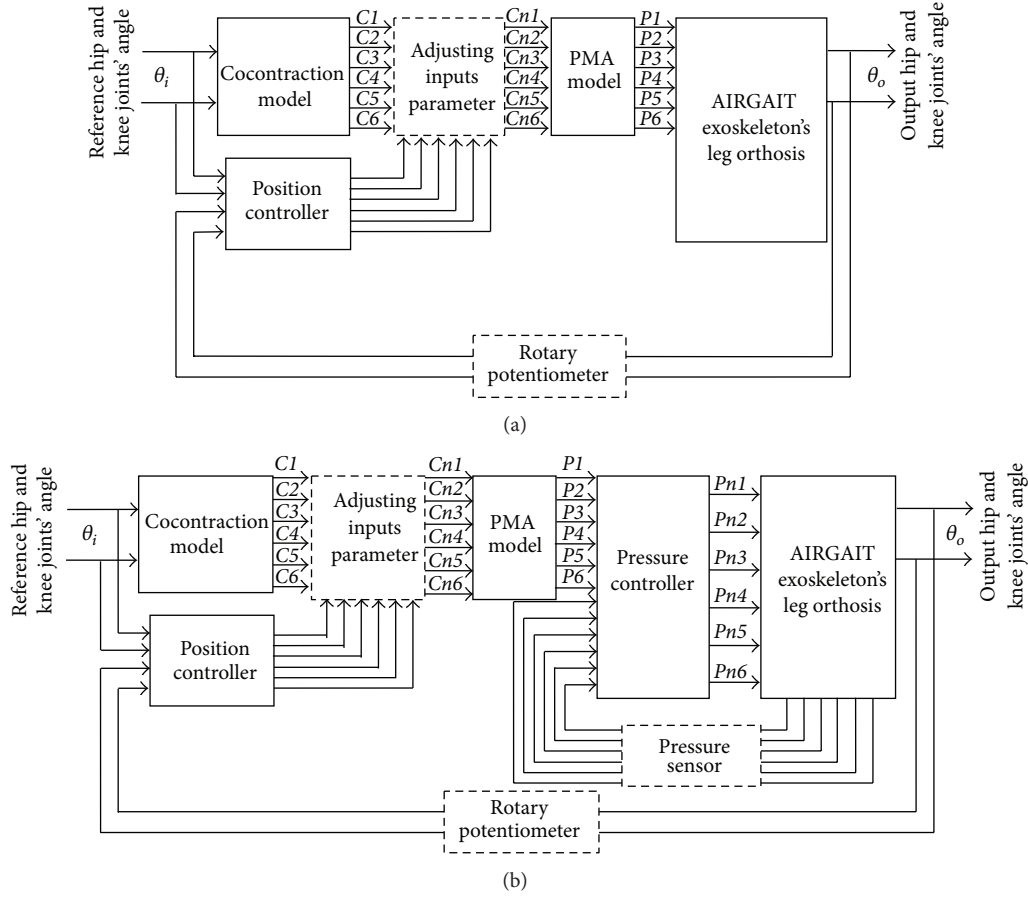 Reference hip and
knee joints' angle
θi
Cocontraction
model
C1
C2
C3
C4
C5
C6
Adjusting
inputs
parameter
Cn1
Cn2
Cn3
Cn4
Cn5
Cn6
PMA
model
P1
P2
P3
P4
P5
P6
AIRGAIT
exoskeleton's
leg orthosis
θo
Output hip and
knee joints' angle
Position
controller
Rotary
potentiometer
(a)
Reference hip and
knee joints' angle
θi
Cocontraction
model
C1
C2
C3
C4
C5
C6
Adjusting
inputs
parameter
Cn1
Cn2
Cn3
Cn4
Cn5
Cn6
PMA
model
P1
P2
P3
P4
P5
P6
Pressure
controller
Pn1
Pn2
Pn3
Pn4
Pn5
Pn6
AIRGAIT
exoskeleton's
leg orthosis
θo
Output hip and
knee joints' angle
Position
controller
Pressure
sensor
Rotary
potentiometer
(b)